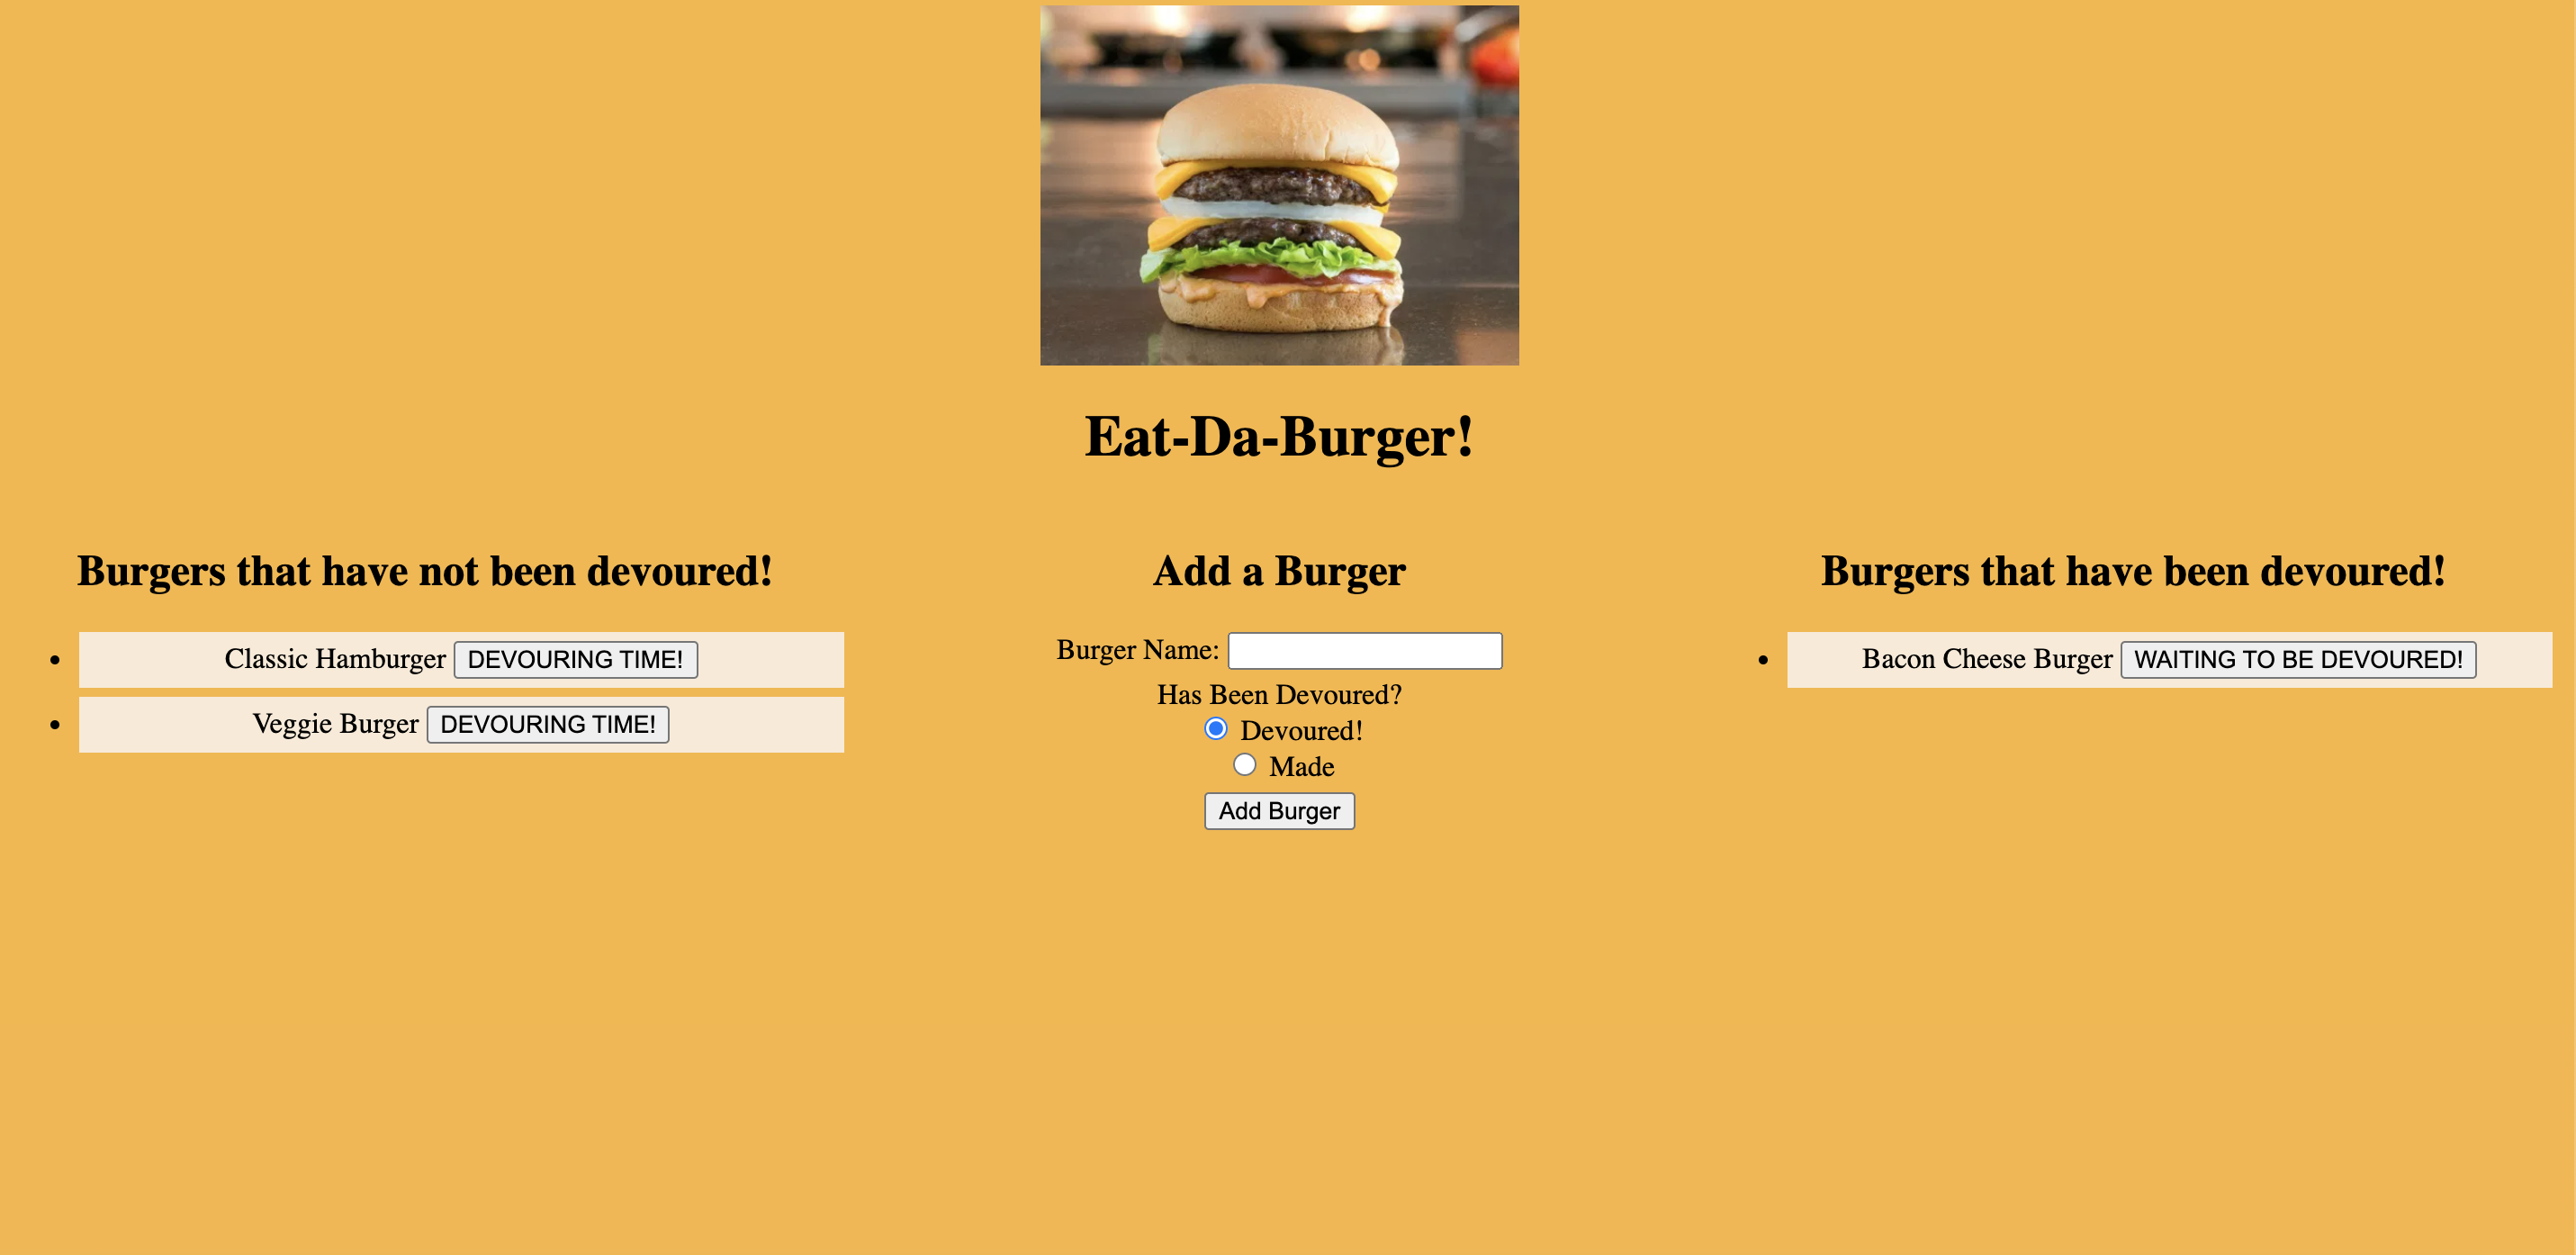 Eat-Da-Burger!
Burgers that have not been devoured!
Classic Hamburger DEVOURING TIME!
Veggie Burger DEVOURING TIME!
Add a Burger
Burger Name:
Has Been Devoured?
Devoured!
Made
Add Burger
Burgers that have been devoured!
Bacon Cheese Burger WAITING TO BE DEVOURED!